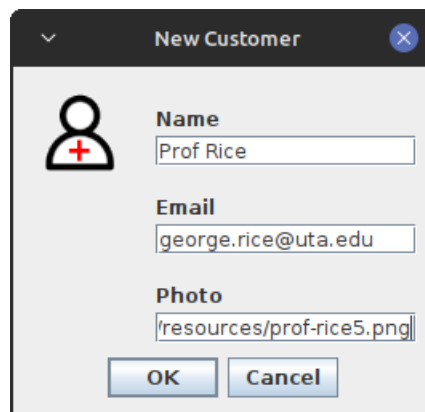 New Customer
Name
Prof Rice
Email
george.rice@uta.edu
Photo
/resources/prof-rice5.png
OK Cancel